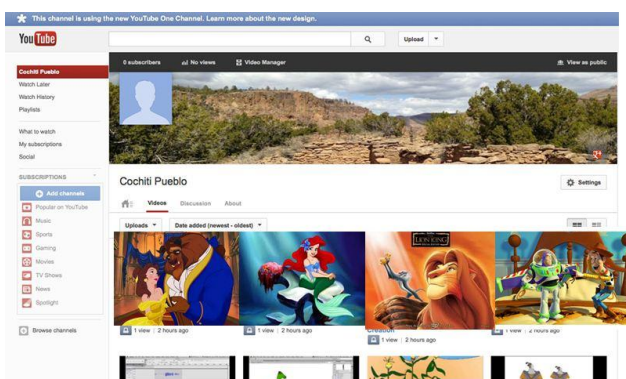 This channel is using the new YouTube One Channel. Learn more about the new design.
YouTube
Upload
Cochiti Pueblo
Watch Later
Watch History
Playlists
What to watch
My subscriptions
Social
SUBSCRIPTIONS
Add channels
Popular on YouTube
Music
Sports
Gaming
Movies
TV Shows
News
Spotlight
Browse channels
0 subscribers No views Video Manager View as public
Cochiti Pueblo
Settings
Videos Discussion About
Uploads Date added (newest - oldest)
LION KING
1 view 2 hours ago
1 view 2 hours ago
Creation
1 view 2 hours ago
1 view 2 hours ago